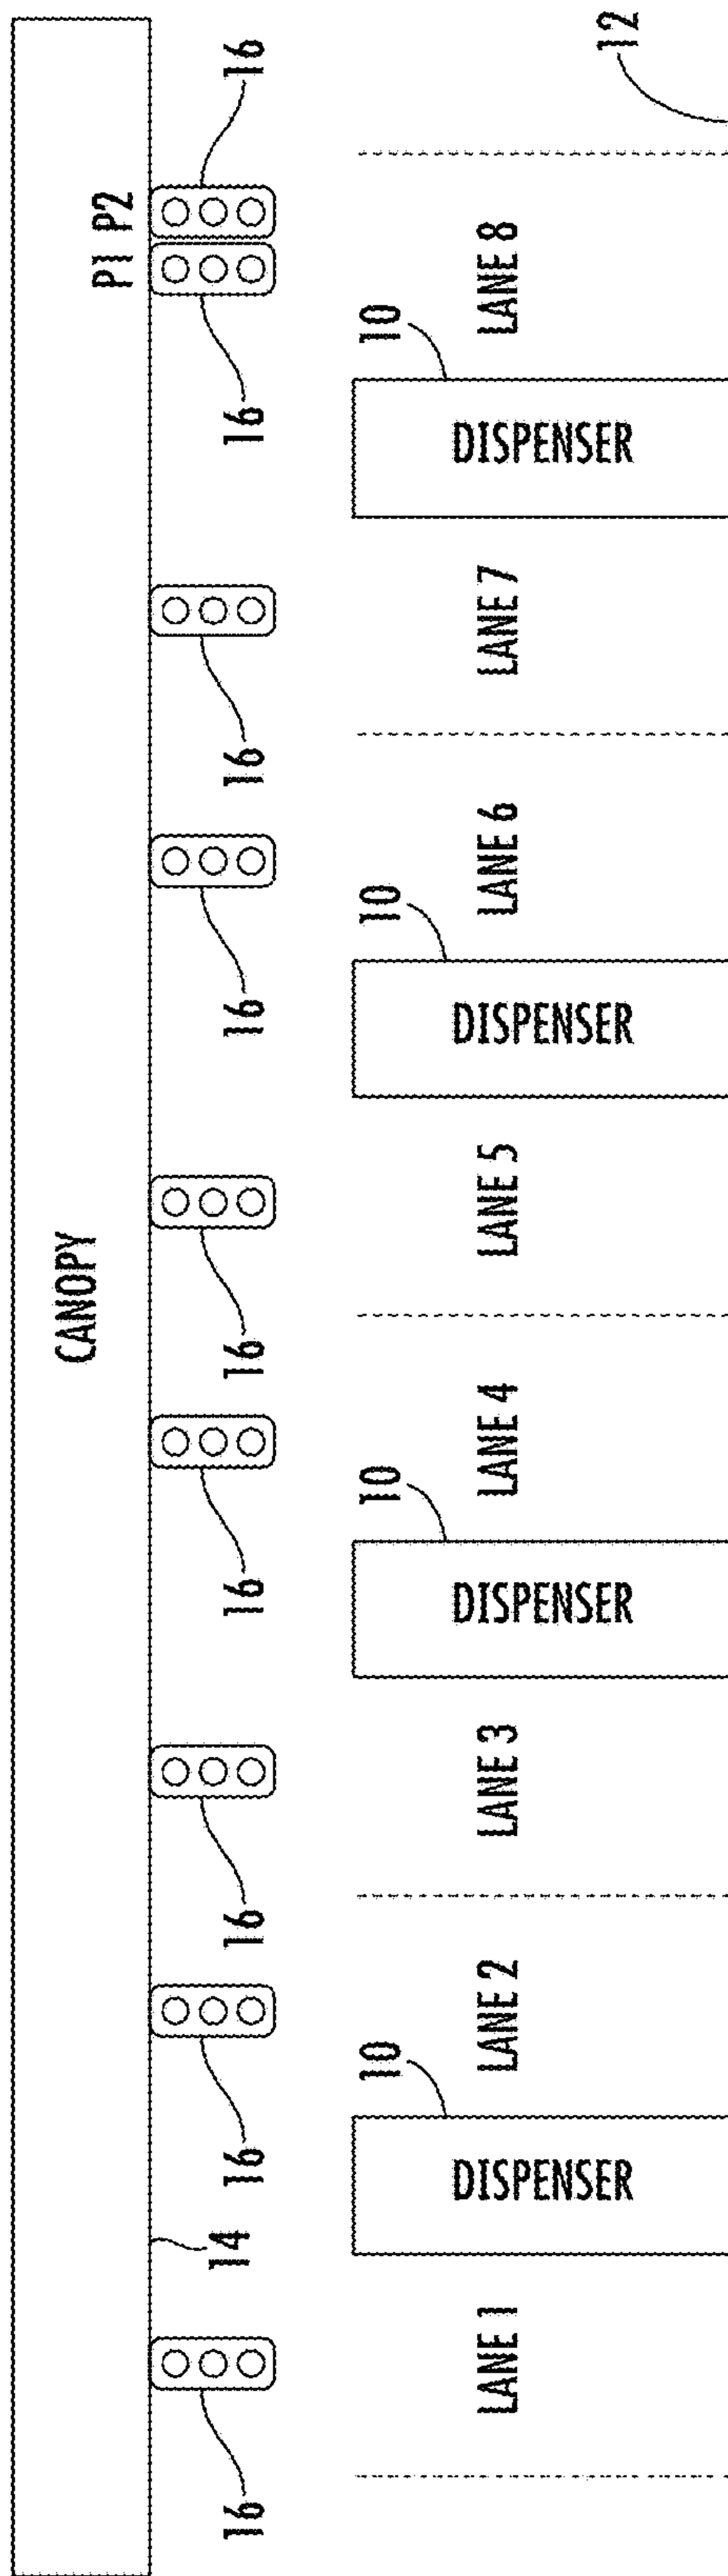 CANOPY
P1 P2
16 14 16 16 16 16 16 16 16 16
10 10 10 10
LANE 1 DISPENSER LANE 2 LANE 3 DISPENSER LANE 4 LANE 5 DISPENSER LANE 6 LANE 7 DISPENSER LANE 8
12